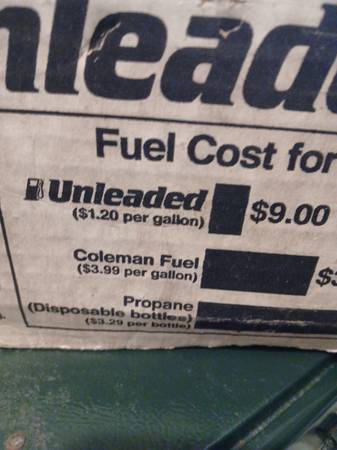 nlead
Fuel Cost for
Unleaded
($1.20 per gallon)
$9.00
Coleman Fuel
($3.99 per gallon)
$
Propane
(Disposable bottles)
($3.29 per bottle)